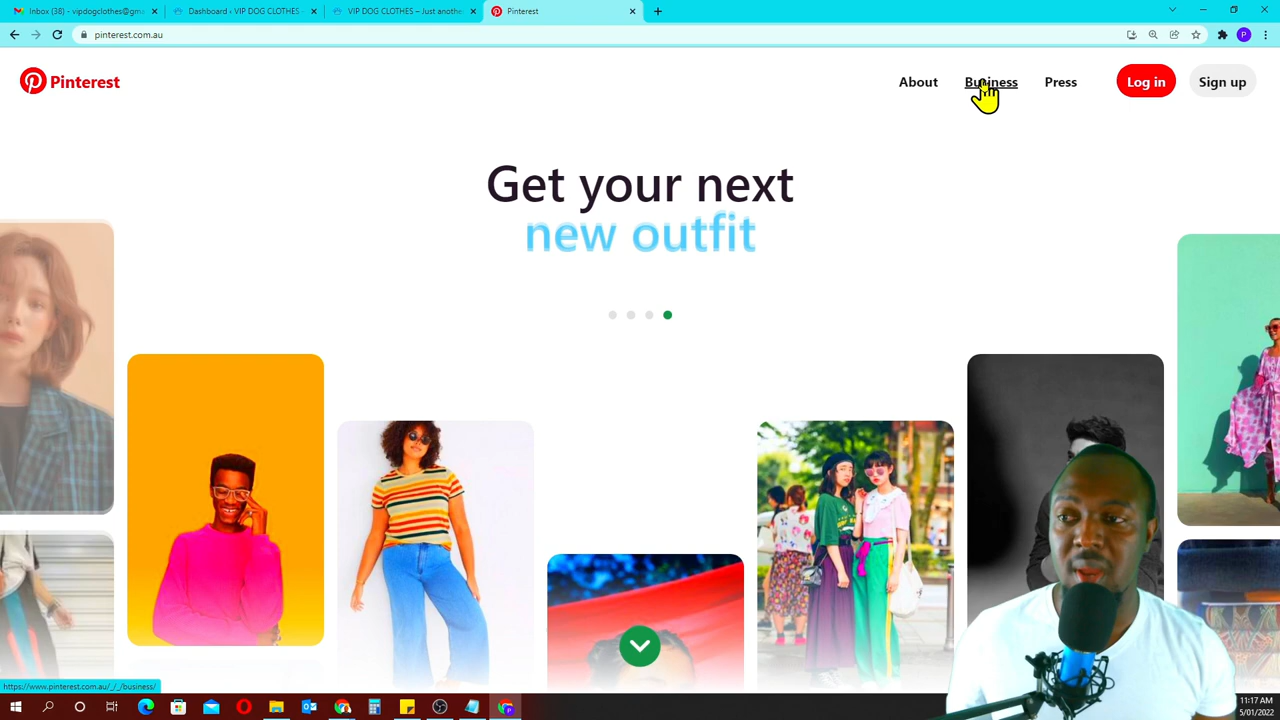 Inbox (38) - vipdogclothes@gm
Dashboard ‹ VIP DOG CLOTHES –
VIP DOG CLOTHES – Just another
Pinterest
pinterest.com.au
Pinterest
About
Business
Press
Log in
Sign up
Get your next
new outfit
https://www.pinterest.com.au/_/_/business/
11:17 AM
5/01/2022